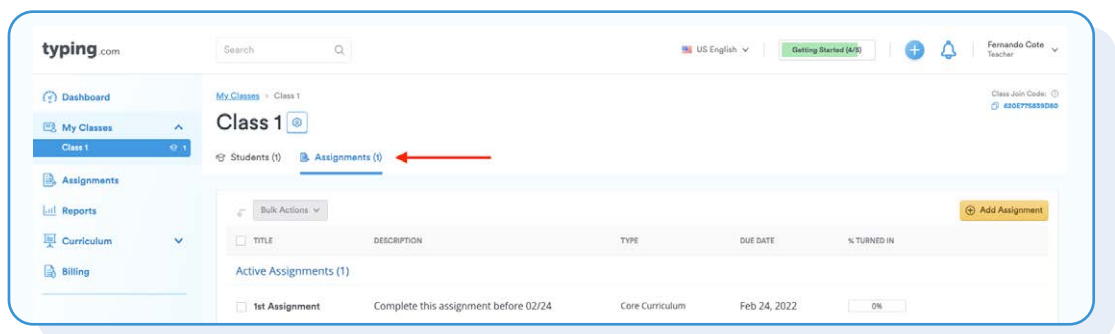 typing.com
Search
US English
Getting Started (4/5)
Fernando Cote
Teacher
Dashboard
My Classes
Class 1
1
Assignments
Reports
Curriculum
Billing
My Classes > Class 1
Class 1
Class Join Code:
Students (1)
Assignments (1)
Bulk Actions
Add Assignment
TITLE DESCRIPTION TYPE DUE DATE % TURNED IN
Active Assignments (1)
1st Assignment Complete this assignment before 02/24 Core Curriculum Feb 24, 2022 0%